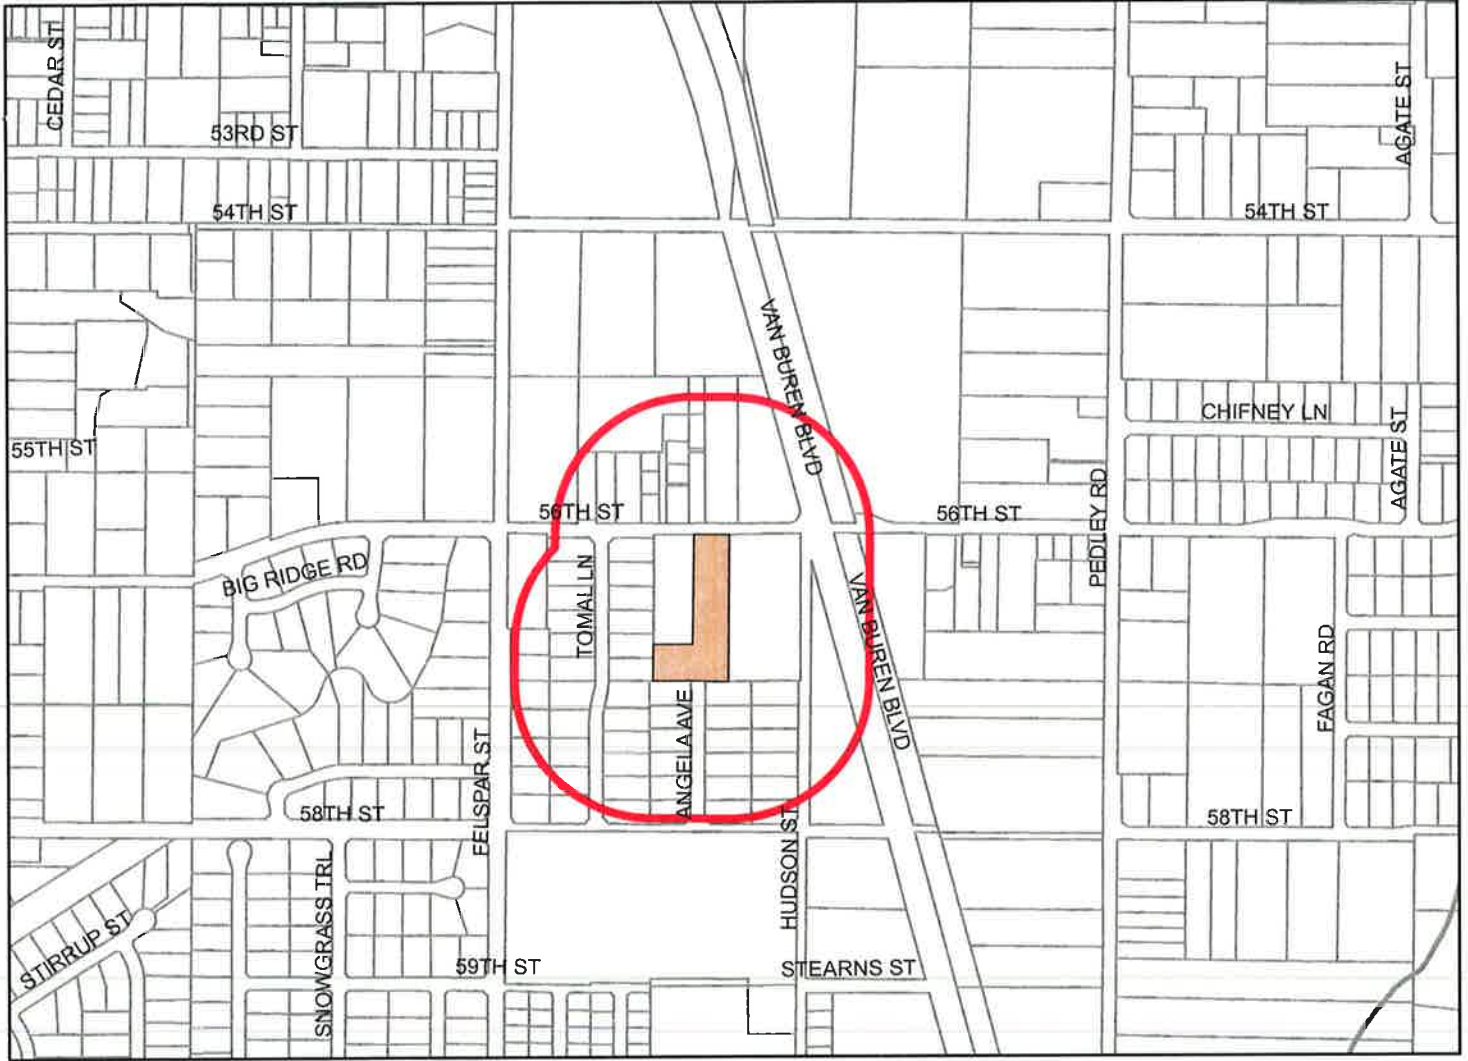 CEDAR ST
53RD ST
AGATE ST
54TH ST
54TH ST
VAN BUREN BLVD
CHIFNEY LN
55TH ST
AGATE ST
56TH ST
56TH ST
PEDLEY RD
BIG RIDGE RD
TOMAL LN
VAN BUREN BLVD
FAGAN RD
ANGELA AVE
FELSPAR ST
58TH ST
58TH ST
HUDSON ST
SNOWGRASS TRL
STIRRUP ST
59TH ST
STEARNS ST